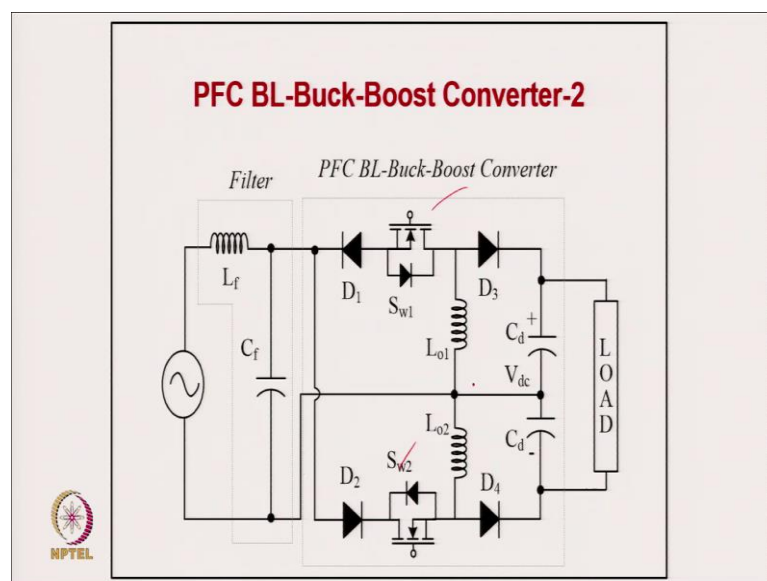 PFC BL-Buck-Boost Converter-2
Filter
PFC BL-Buck-Boost Converter
Lf
D1
Sw1
D3
Cf
Lo1
Cd
+
Vdc
LOAD
Lo2
Cd
-
D2
Sw2
D4
NPTEL